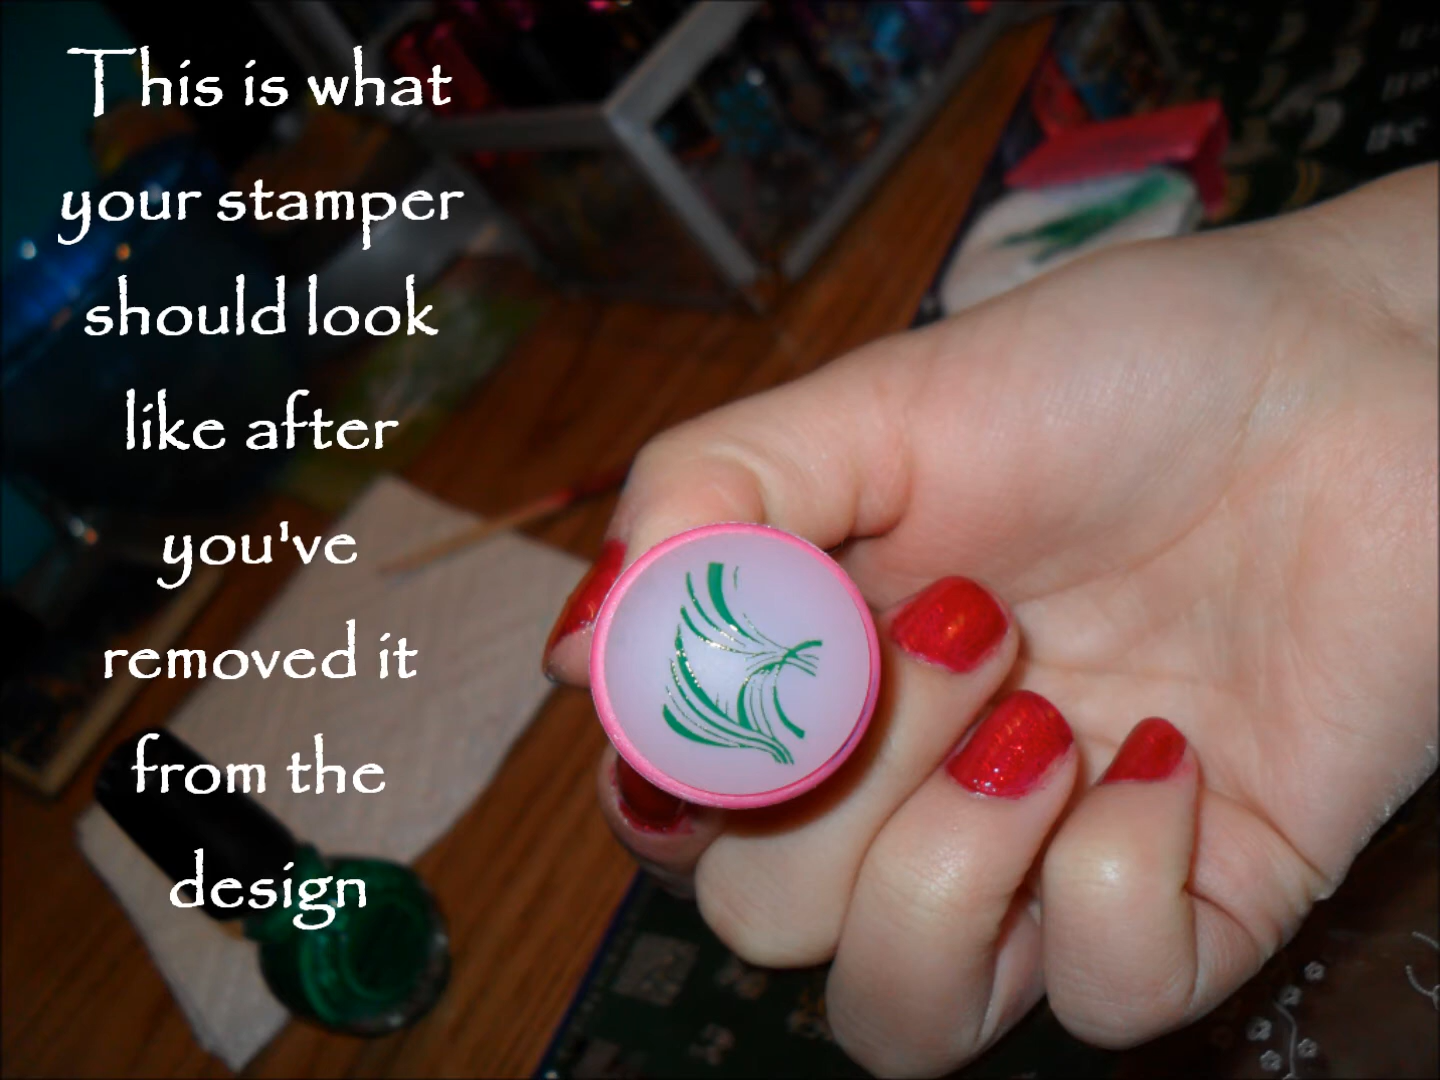 This is what
your stamper
should look
like after
you've
removed it
from the
design